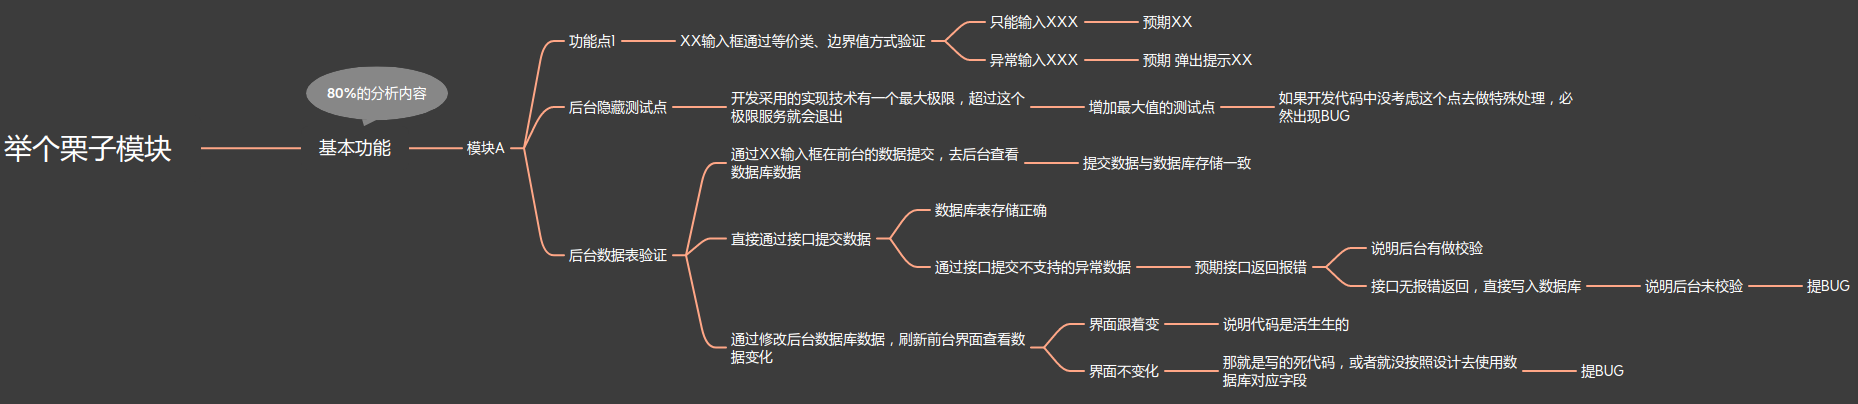 举个栗子模块
80%的分析内容
基本功能
模块A
功能点1
XX输入框通过等价类、边界值方式验证
只能输入XXX
预期XX
异常输入XXX
预期 弹出提示XX
后台隐藏测试点
开发采用的实现技术有一个最大极限，超过这个
极限服务就会退出
增加最大值的测试点
如果开发代码中没考虑这个点去做特殊处理，必
然出现BUG
后台数据表验证
通过XX输入框在前台的数据提交，去后台查看
数据库数据
提交数据与数据库存储一致
直接通过接口提交数据
数据库表存储正确
通过接口提交不支持的异常数据
预期接口返回报错
说明后台有做校验
接口无报错返回，直接写入数据库
说明后台未校验
提BUG
通过修改后台数据库数据，刷新前台界面查看数
据变化
界面跟着变
说明代码是活生生的
界面不变化
那就是写的死代码，或者就没按照设计去使用数
据库对应字段
提BUG